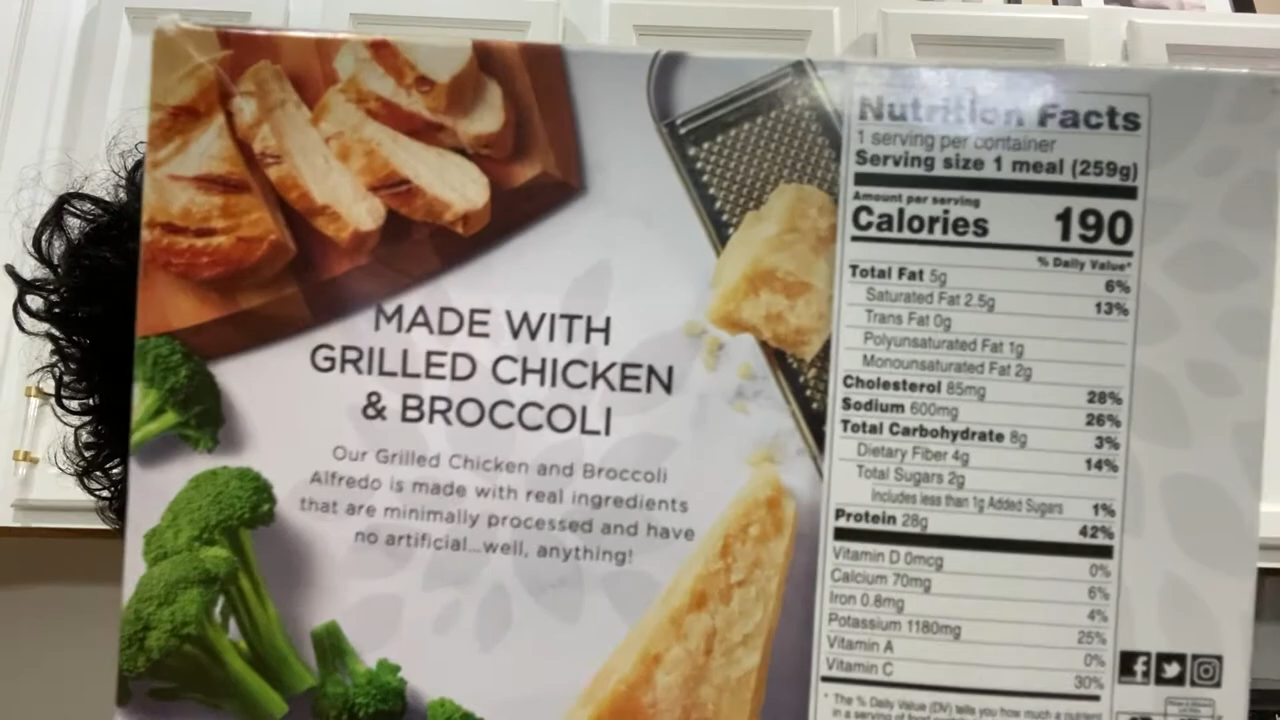 MADE WITH
GRILLED CHICKEN
& BROCCOLI
Our Grilled Chicken and Broccoli
Alfredo is made with real ingredients
that are minimally processed and have
no artificial...well, anything!
Nutrition Facts
1 serving per container
Serving size 1 meal (259g)
Amount per serving
Calories 190
% Daily Value*
Total Fat 5g 6%
Saturated Fat 2.5g 13%
Trans Fat 0g
Polyunsaturated Fat 1g
Monounsaturated Fat 2g
Cholesterol 85mg 28%
Sodium 600mg 26%
Total Carbohydrate 8g 3%
Dietary Fiber 4g 14%
Total Sugars 2g
Includes less than 1g Added Sugars 1%
Protein 28g 42%
Vitamin D 0mcg 0%
Calcium 70mg 6%
Iron 0.8mg 4%
Potassium 1180mg 25%
Vitamin A 0%
Vitamin C 30%
* The % Daily Value (DV) tells you how much a nutrient
in a serving of food